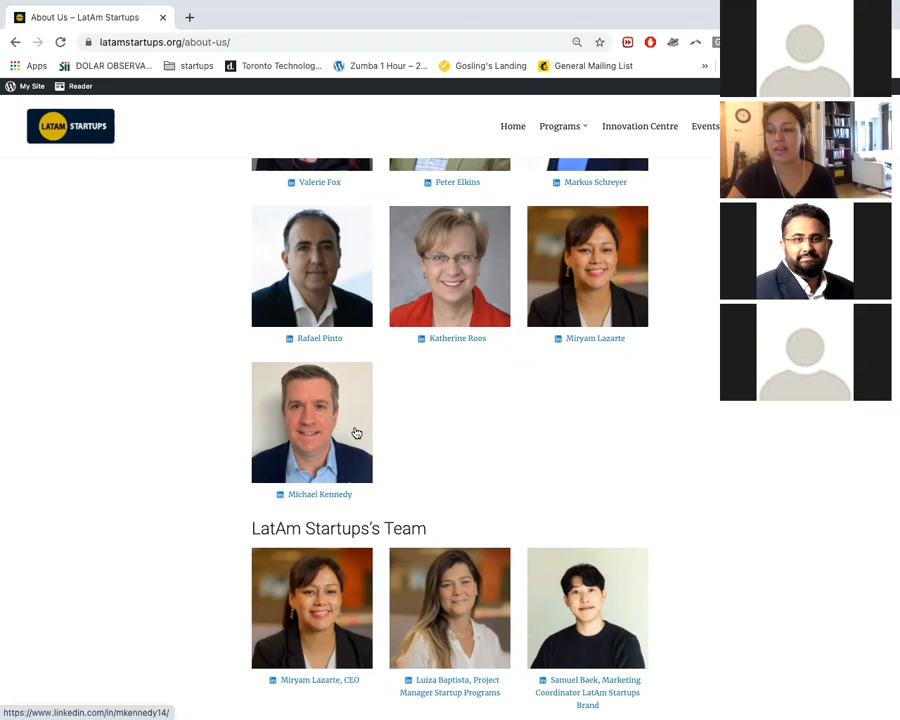 About Us – LatAm Startups
latamstartups.org/about-us/
Apps
DOLAR OBSERVA...
startups
Toronto Technolog...
Zumba 1 Hour – 2...
Gosling's Landing
General Mailing List
»
My Site
Reader
LATAM STARTUPS
Home
Programs
Innovation Centre
Events
Valerie Fox
Peter Elkins
Markus Schreyer
Rafael Pinto
Katherine Roos
Miryam Lazarte
Michael Kennedy
LatAm Startups's Team
Miryam Lazarte, CEO
Luiza Baptista, Project
Manager Startup Programs
Samuel Baek, Marketing
Coordinator LatAm Startups
Brand
https://www.linkedin.com/in/mkennedy14/